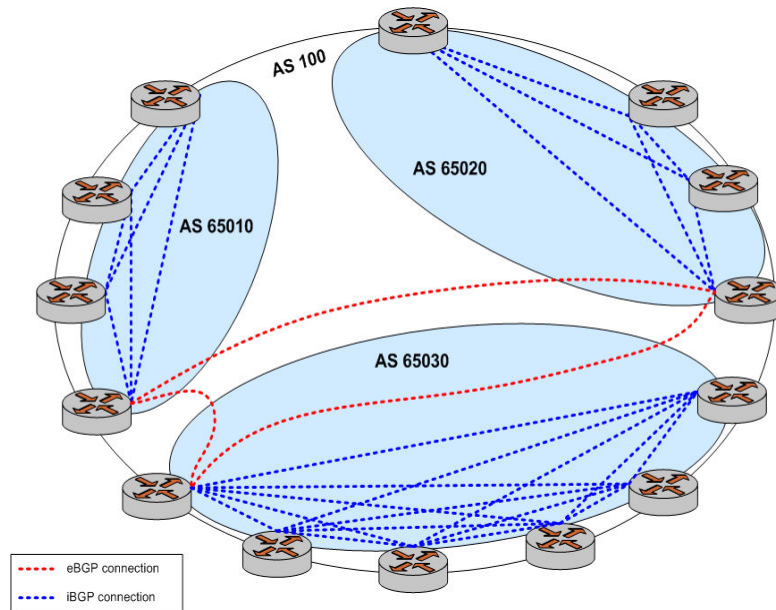 AS 100
AS 65020
AS 65010
AS 65030
eBGP connection
iBGP connection